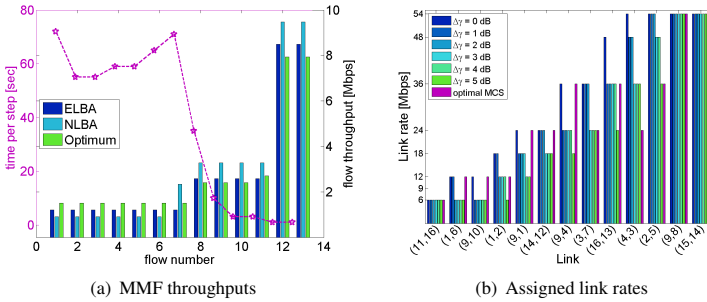 80
60
40
20
0
time per step [sec]
10
8
6
4
2
flow throughput [Mbps]
ELBA
NLBA
Optimum
0 2 4 6 8 10 12 14
flow number
(a) MMF throughputs
54
36
24
18
12
9
6
Link rate [Mbps]
Δγ = 0 dB
Δγ = 1 dB
Δγ = 2 dB
Δγ = 3 dB
Δγ = 4 dB
Δγ = 5 dB
optimal MCS
(11,16) (1,6) (9,10) (1,2) (9,1) (14,12) (9,4) (3,7) (16,13) (4,3) (2,5) (9,8) (15,14)
Link
(b) Assigned link rates